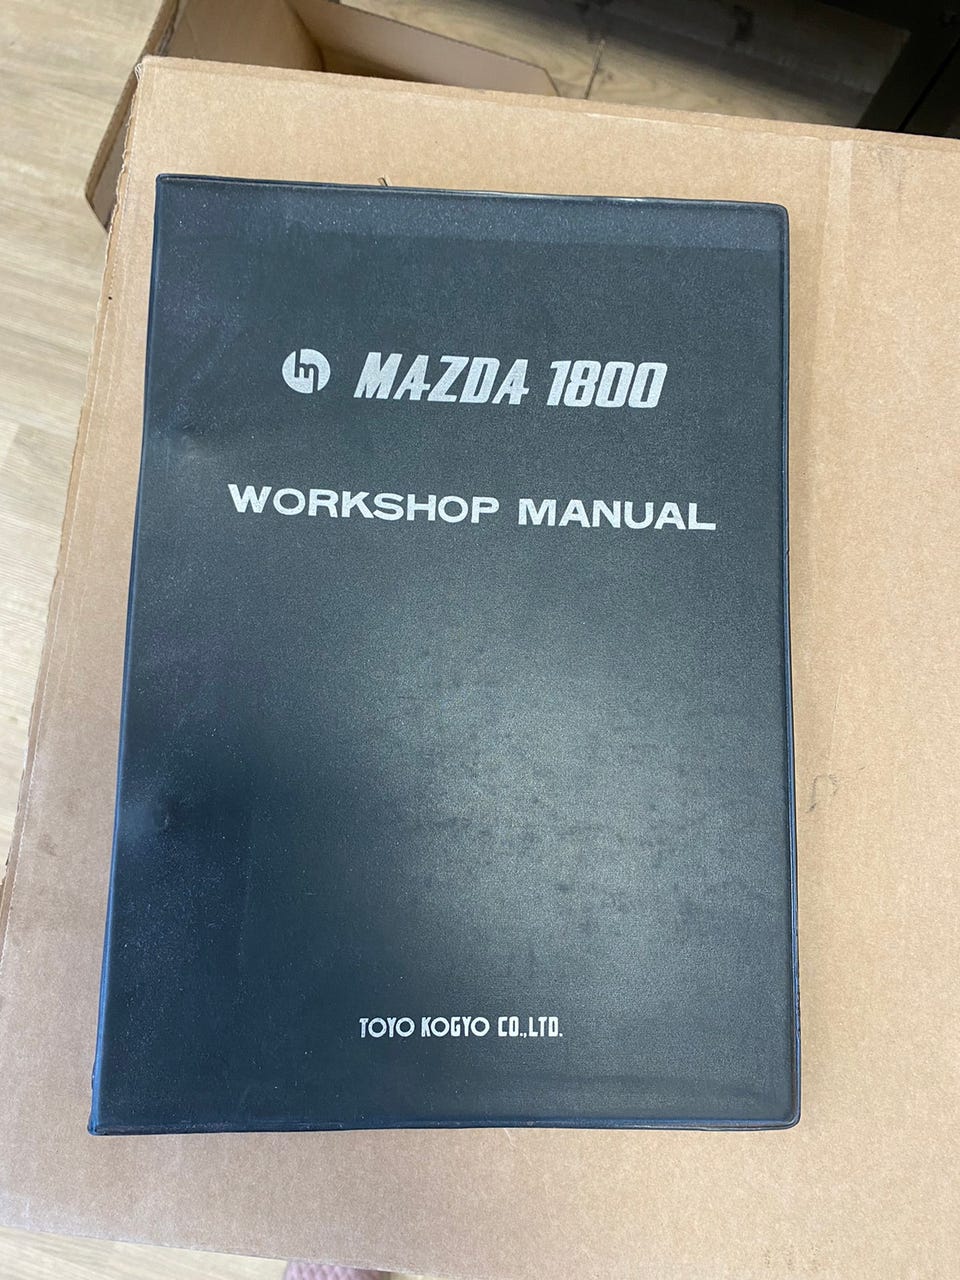 m MAZDA 1800
WORKSHOP MANUAL
TOYO KOGYO CO.,LTD.